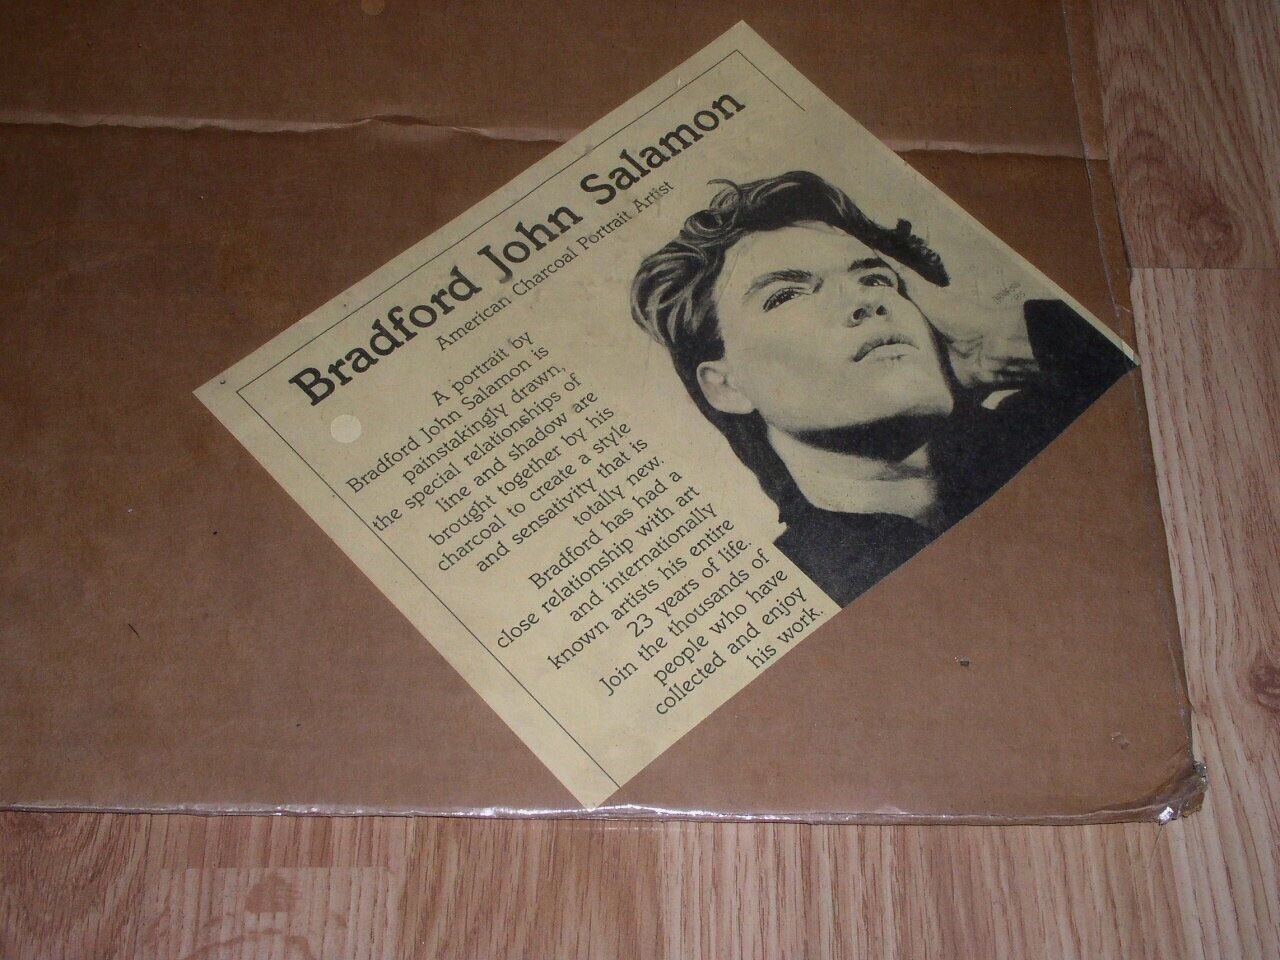 Bradford John Salamon
American Charcoal Portrait Artist
A portrait by
Bradford John Salamon is
painstakingly drawn,
the special relationships of
line and shadow are
brought together by his
charcoal to create a style
and sensativity that is
totally new.
Bradford has had a
close relationship with art
and internationally
known artists his entire
23 years of life.
Join the thousands of
people who have
collected and enjoy
his work.